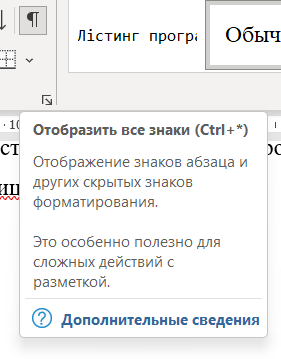 ¶
Лістинг програ
Обыч
Отобразить все знаки (Ctrl+*)
Отображение знаков абзаца и
других скрытых знаков
форматирования.
Это особенно полезно для
сложных действий с
разметкой.
Дополнительные сведения